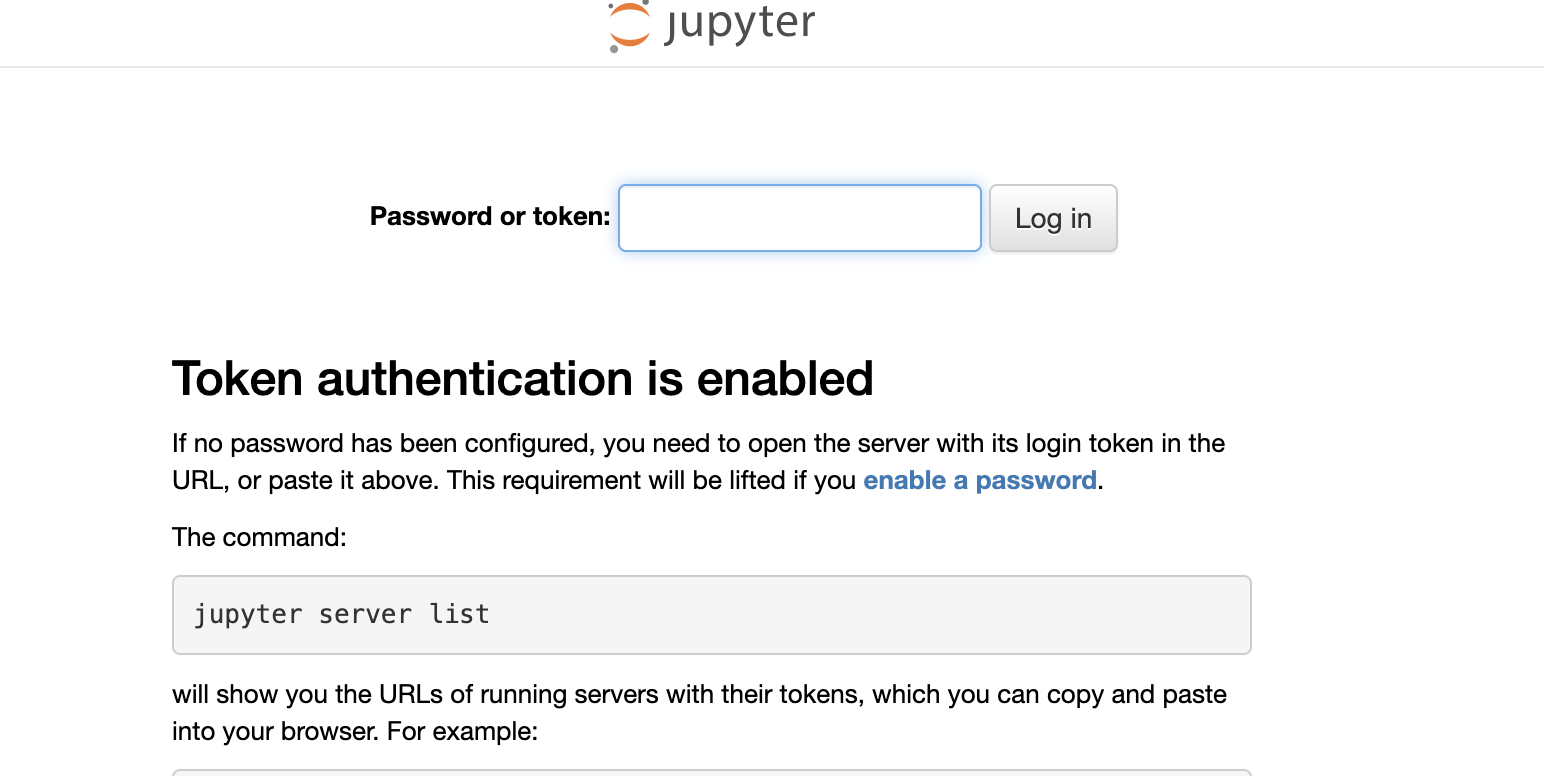 jupyter
Password or token:
Log in
Token authentication is enabled
If no password has been configured, you need to open the server with its login token in the
URL, or paste it above. This requirement will be lifted if you enable a password.
The command:
jupyter server list
will show you the URLs of running servers with their tokens, which you can copy and paste
into your browser. For example: